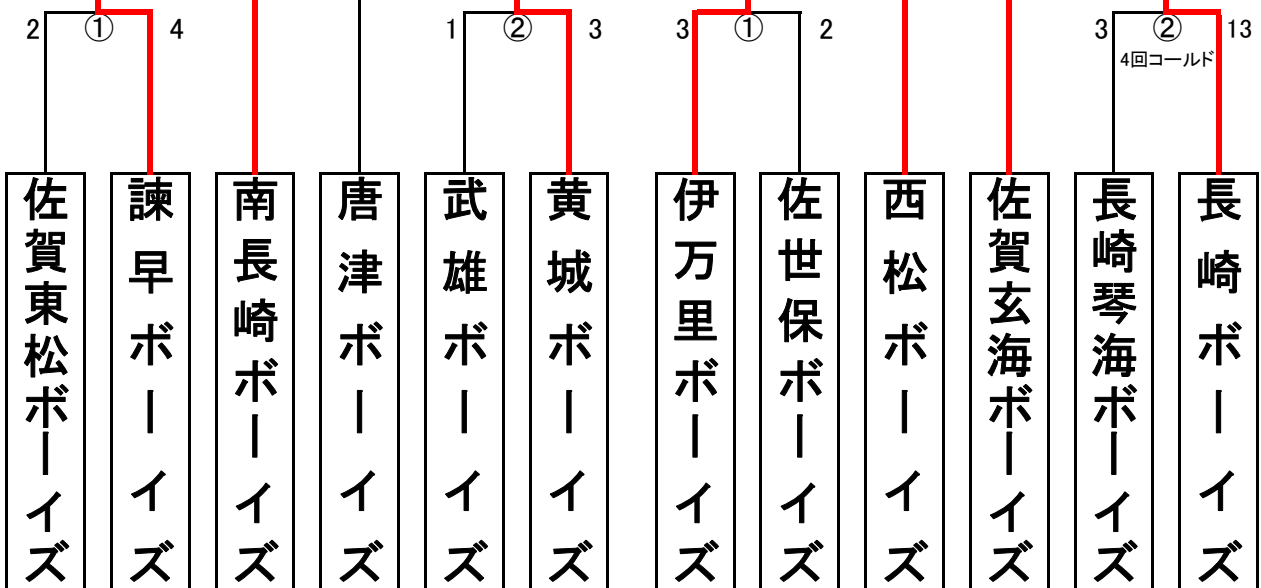 2 ① 4 1 ② 3 3 ① 2 3 ② 13
4回コールド
佐賀東松ボーイズ
諫早ボーイズ
南長崎ボーイズ
唐津ボーイズ
武雄ボーイズ
黄城ボーイズ
伊万里ボーイズ
佐世保ボーイズ
西松ボーイズ
佐賀玄海ボーイズ
長崎琴海ボーイズ
長崎ボーイズ